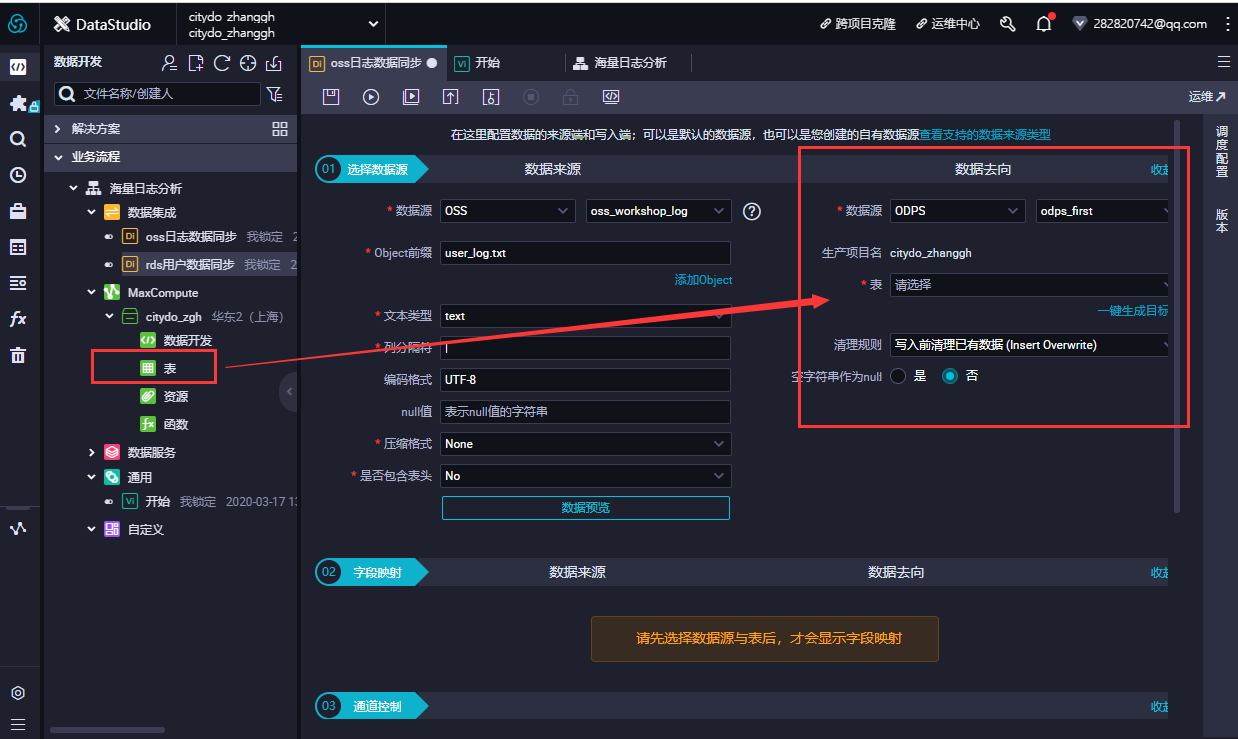 DataStudio
citydo_zhanggh
citydo_zhanggh
跨项目克隆
运维中心
282820742@qq.com
数据开发
文件名称/创建人
解决方案
业务流程
海量日志分析
数据集成
Di oss日志数据同步 我锁定 2
Di rds用户数据同步 我锁定 2
MaxCompute
citydo_zgh 华东2（上海）
数据开发
表
资源
fx 函数
数据服务
通用
Vi 开始 我锁定 2020-03-17 1
自定义
fx
Di oss日志数据同步
Vi 开始
海量日志分析
运维
在这里配置数据的来源端和写入端；可以是默认的数据源，也可以是您创建的自有数据源查看支持的数据来源类型
01 选择数据源 数据来源 数据去向 收起
* 数据源 OSS oss_workshop_log ?
* Object前缀 user_log.txt
添加Object
* 文本类型 text
* 列分隔符 |
编码格式 UTF-8
null值 表示null值的字符串
* 压缩格式 None
* 是否包含表头 No
数据预览
* 数据源 ODPS odps_first
生产项目名 citydo_zhanggh
* 表 请选择
一键生成目标
清理规则 写入前清理已有数据 (Insert Overwrite)
空字符串作为null 是 否
02 字段映射 数据来源 数据去向 收起
请先选择数据源与表后，才会显示字段映射
03 通道控制 收起
调度配置
版本